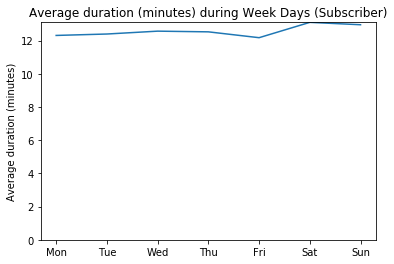 Average duration (minutes) during Week Days (Subscriber)
Average duration (minutes)
12
10
8
6
4
2
0
Mon Tue Wed Thu Fri Sat Sun